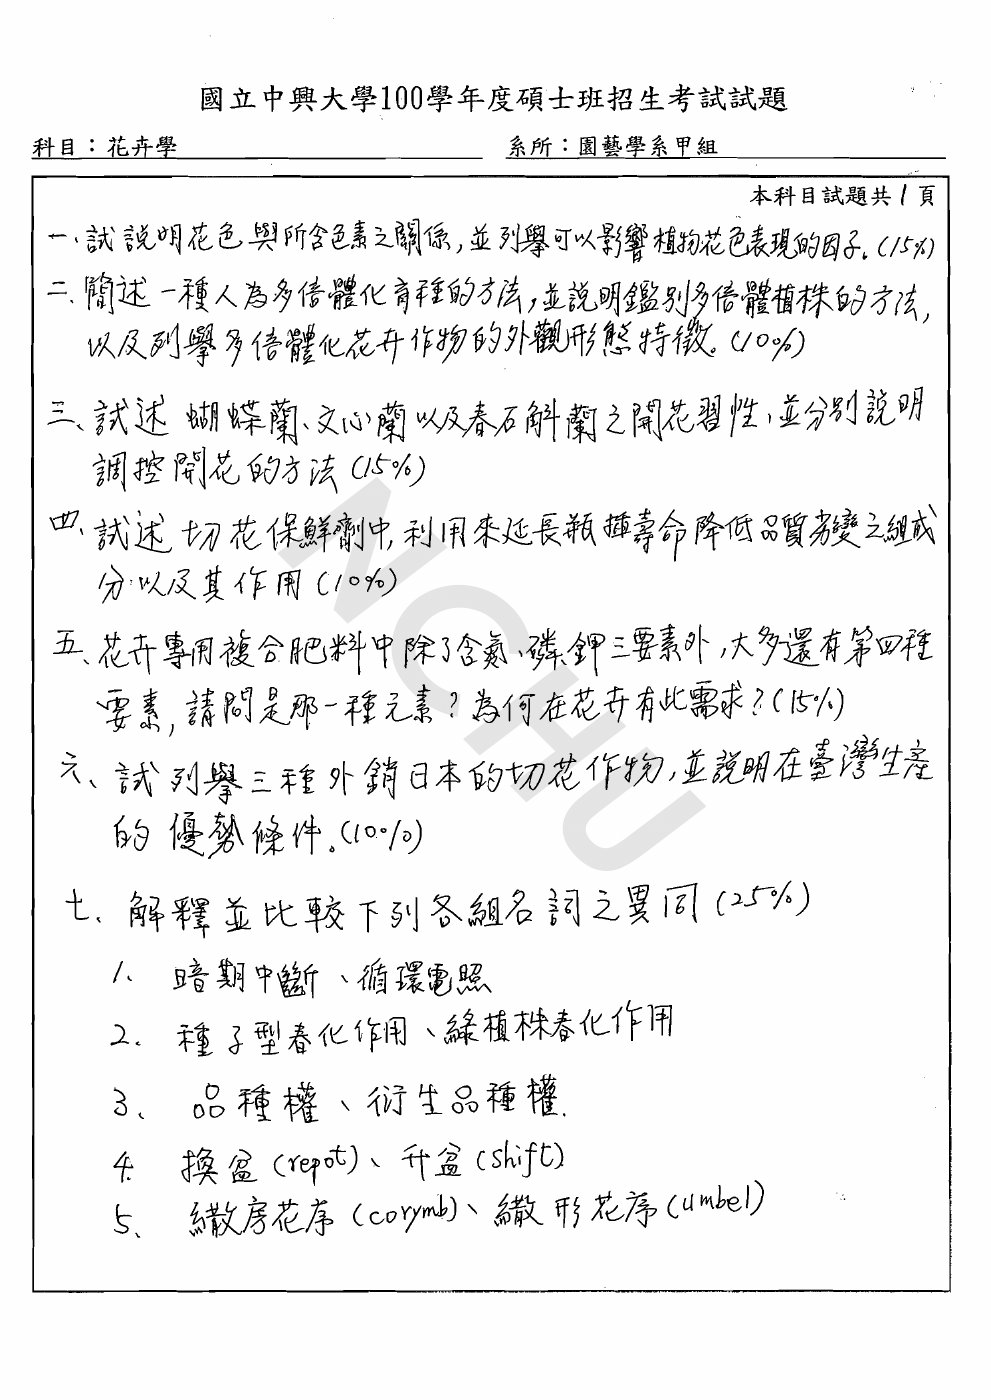 國立中興大學100學年度碩士班招生考試試題
科目：花卉學 系所：園藝學系甲組
本科目試題共1頁
一、試說明花色與所含色素之關係，並列舉可以影響植物花色表現的因子。(15%)
二、簡述一種人為多倍體化育種的方法，並說明鑑別多倍體植株的方法，
以及列舉多倍體化花卉作物的外觀形態特徵。(10%)
三、試述蝴蝶蘭、文心蘭以及春石斛蘭之開花習性，並分別說明
調控開花的方法(15%)
四、試述切花保鮮劑中，利用來延長瓶插壽命降低品質劣變之組成
分以及其作用(10%)
五、花卉專用複合肥料中除了含氮、磷、鉀三要素外，大多還有第四種
要素，請問是那一種元素？為何在花卉有此需求？(15%)
六、試列舉三種外銷日本的切花作物，並說明在臺灣生產
的優勢條件。(10%)
七、解釋並比較下列各組名詞之異同(25%)
1、暗期中斷、循環電照
2、種子型春化作用、綠植株春化作用
3、品種權、衍生品種權.
4、換盆(repot)、升盆(shift)
5、繖房花序(corymb)、繖形花序(umbel)
NCHU